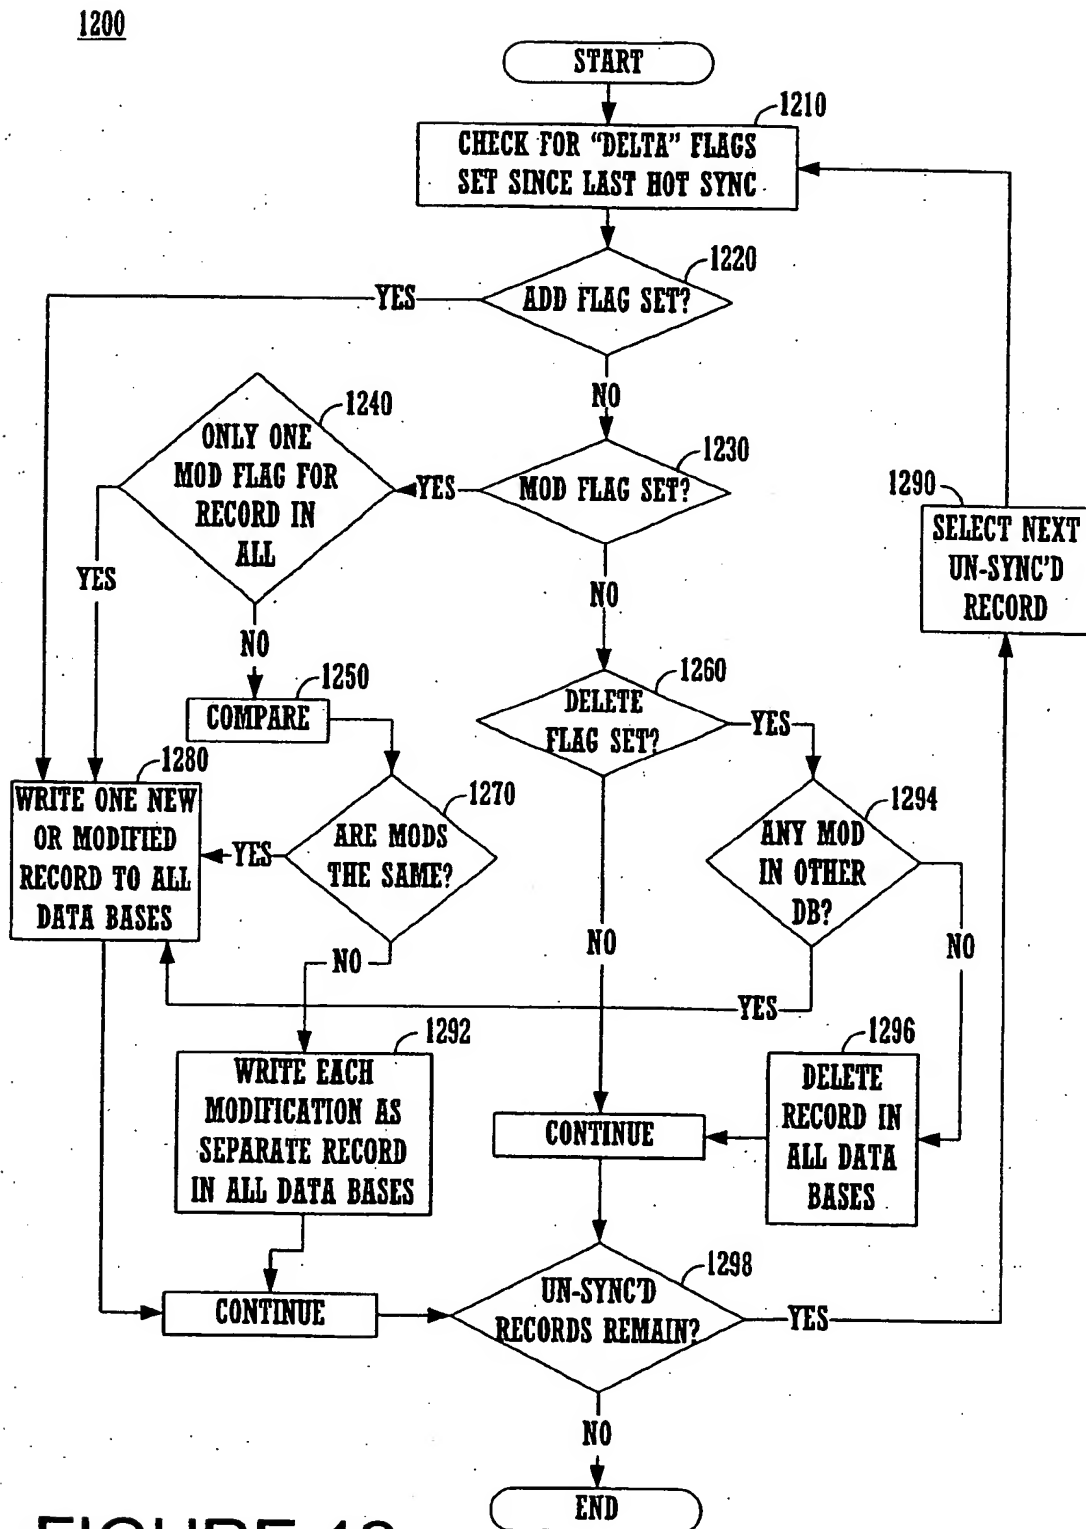 1200
START
1210
CHECK FOR “DELTA” FLAGS
SET SINCE LAST HOT SYNC
1220
ADD FLAG SET?
YES
NO
1240
ONLY ONE
MOD FLAG FOR
RECORD IN
ALL
1230
MOD FLAG SET?
YES
1290
SELECT NEXT
UN-SYNC'D
RECORD
YES
NO
NO
1250
COMPARE
1260
DELETE
FLAG SET?
YES
1280
WRITE ONE NEW
OR MODIFIED
RECORD TO ALL
DATA BASES
1270
ARE MODS
THE SAME?
YES
1294
ANY MOD
IN OTHER
DB?
NO
NO
NO
YES
1292
WRITE EACH
MODIFICATION AS
SEPARATE RECORD
IN ALL DATA BASES
1296
DELETE
RECORD IN
ALL DATA
BASES
CONTINUE
CONTINUE
1298
UN-SYNC'D
RECORDS REMAIN?
YES
NO
END